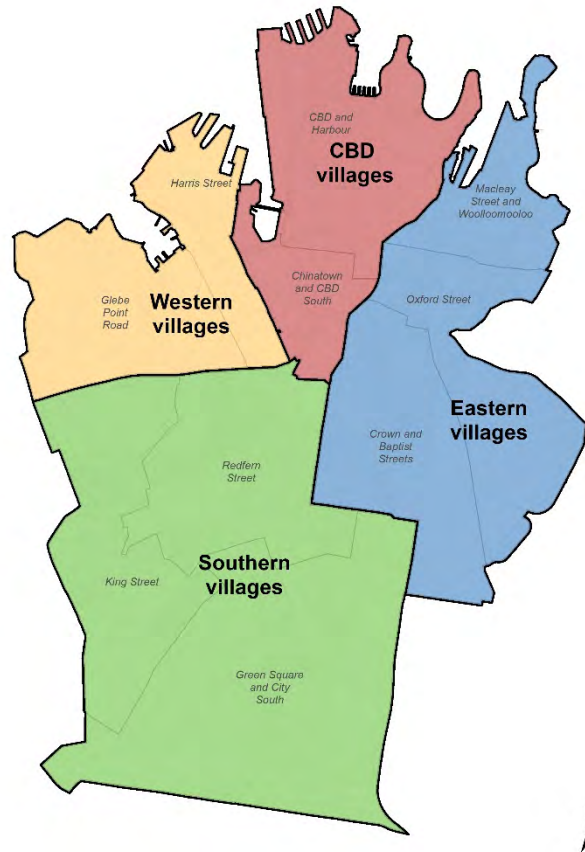 CBD and
Harbour
CBD
villages
Harris Street
Macleay
Street and
Woolloomooloo
Chinatown
and CBD
South
Glebe
Point
Road
Western
villages
Oxford Street
Eastern
villages
Crown and
Baptist
Streets
Redfern
Street
Southern
villages
King Street
Green Square
and City
South